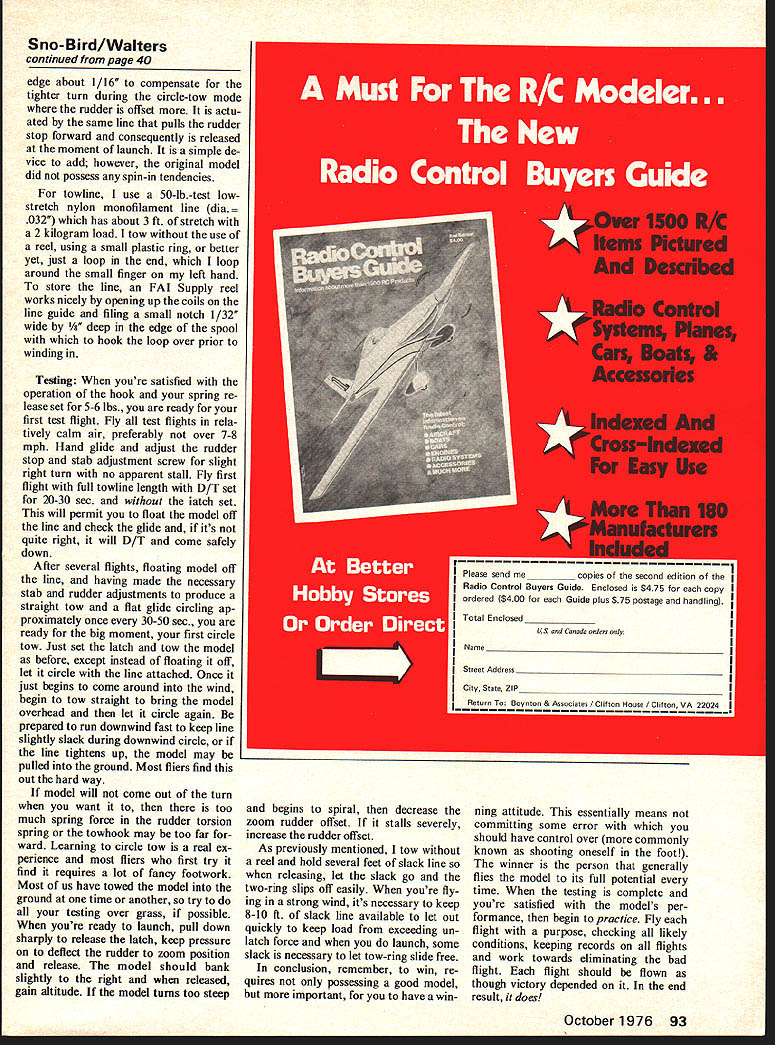 Sno-Bird/Walters
continued from page 40
edge about 1/16" to compensate for the
tighter turn during the circle-tow mode
where the rudder is offset more. It is actu-
ated by the same line that pulls the rudder
stop forward and consequently is released
at the moment of launch. It is a simple de-
vice to add; however, the original model
did not possess any spin-in tendencies.
For towline, I use a 50-lb.-test low-
stretch nylon monofilament line (dia.=
.032") which has about 3 ft. of stretch with
a 2 kilogram load. I tow without the use of
a reel, using a small plastic ring, or better
yet, just a loop in the end, which I loop
around the small finger on my left hand.
To store the line, an FAI Supply reel
works nicely by opening up the coils on the
line guide and filing a small notch 1/32"
wide by ⅛" deep in the edge of the spool
with which to hook the loop over prior to
winding in.
Testing: When you're satisfied with the
operation of the hook and your spring re-
lease set for 5-6 lbs., you are ready for your
first test flight. Fly all test flights in rela-
tively calm air, preferably not over 7-8
mph. Hand glide and adjust the rudder
stop and stab adjustment screw for slight
right turn with no apparent stall. Fly first
flight with full towline length with D/T set
for 20-30 sec. and without the latch set.
This will permit you to float the model off
the line and check the glide and, if it's not
quite right, it will D/T and come safely
down.
After several flights, floating model off
the line, and having made the necessary
stab and rudder adjustments to produce a
straight tow and a flat glide circling ap-
proximately once every 30-50 sec., you are
ready for the big moment, your first circle
tow. Just set the latch and tow the model
as before, except instead of floating it off,
let it circle with the line attached. Once it
just begins to come around into the wind,
begin to tow straight to bring the model
overhead and then let it circle again. Be
prepared to run downwind fast to keep line
slightly slack during downwind circle, or if
the line tightens up, the model may be
pulled into the ground. Most fliers find this
out the hard way.
If model will not come out of the turn
when you want it to, then there is too
much spring force in the rudder torsion
spring or the towhook may be too far for-
ward. Learning to circle tow is a real ex-
perience and most fliers who first try it
find it requires a lot of fancy footwork.
Most of us have towed the model into the
ground at one time or another, so try to do
all your testing over grass, if possible.
When you're ready to launch, pull down
sharply to release the latch, keep pressure
on to deflect the rudder to zoom position
and release. The model should bank
slightly to the right and when released,
gain altitude. If the model turns too steep
and begins to spiral, then decrease the
zoom rudder offset. If it stalls severely,
increase the rudder offset.
As previously mentioned, I tow without
a reel and hold several feet of slack line so
when releasing, let the slack go and the
two-ring slips off easily. When you're fly-
ing in a strong wind, it's necessary to keep
8-10 ft. of slack line available to let out
quickly to keep load from exceeding un-
latch force and when you do launch, some
slack is necessary to let tow-ring slide free.
In conclusion, remember, to win, re-
quires not only possessing a good model,
but more important, for you to have a win-
ning attitude. This essentially means not
committing some error with which you
should have control over (more commonly
known as shooting oneself in the foot!).
The winner is the person that generally
flies the model to its full potential every
time. When the testing is complete and
you're satisfied with the model's per-
formance, then begin to practice. Fly each
flight with a purpose, checking all likely
conditions, keeping records on all flights
and work towards eliminating the bad
flight. Each flight should be flown as
though victory depended on it. In the end
result, it does!
A Must For The R/C Modeler...
The New
Radio Control Buyers Guide
Radio Control
Buyers Guide
$4.00
Information about more than 1500 RC Products
The latest
information on
Radio Control:
AIRCRAFT
BOATS
CARS
ENGINES
RADIO SYSTEMS
ACCESSORIES
& MUCH MORE
Over 1500 R/C
Items Pictured
And Described
Radio Control
Systems, Planes,
Cars, Boats, &
Accessories
Indexed And
Cross-Indexed
For Easy Use
More Than 180
Manufacturers
Included
At Better
Hobby Stores
Or Order Direct
Please send me ________ copies of the second edition of the
Radio Control Buyers Guide. Enclosed is $4.75 for each copy
ordered ($4.00 for each Guide plus $.75 postage and handling).
Total Enclosed ____________
U.S. and Canada orders only.
Name
Street Address
City, State, ZIP
Return To: Boynton & Associates / Clifton House / Clifton, VA 22024
October 1976 93